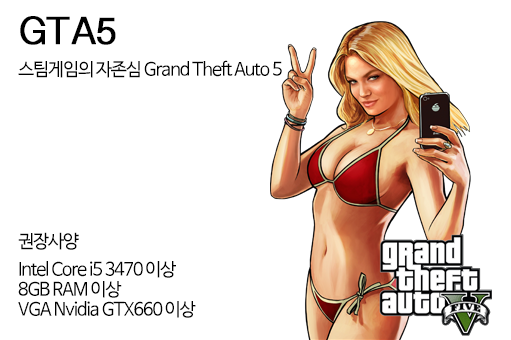 GTA5
스팀게임의 자존심 Grand Theft Auto 5
권장사양
Intel Core i5 3470 이상
8GB RAM 이상
VGA Nvidia GTX660 이상
grand
theft
auto V
FIVE